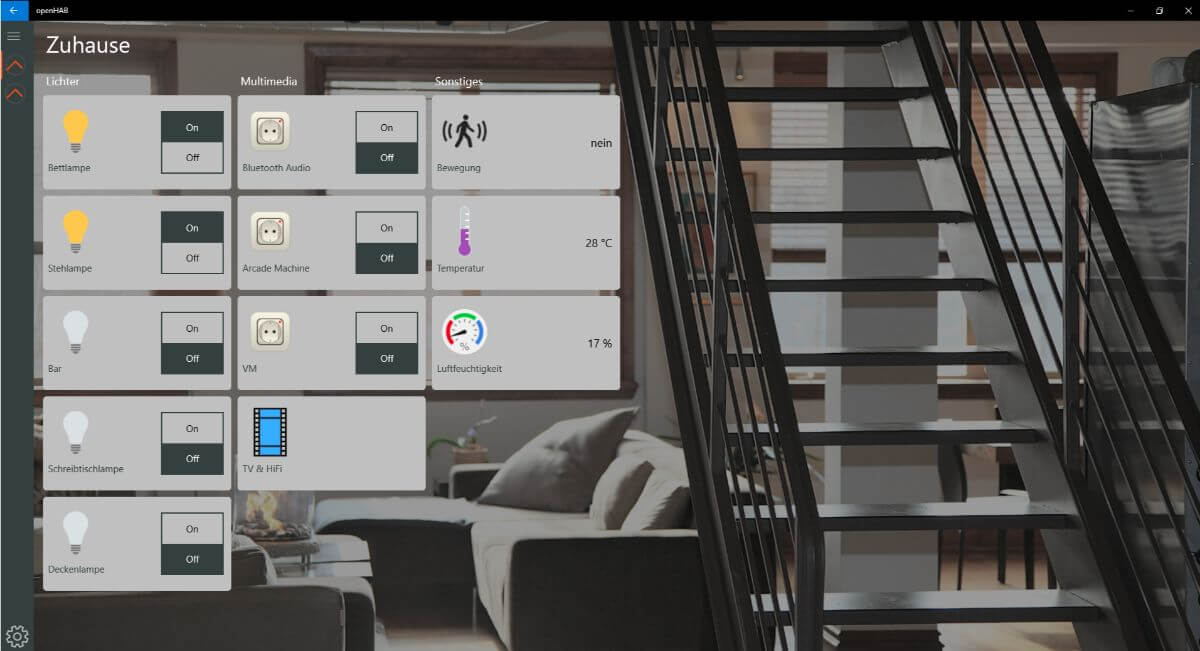 openHAB
Zuhause
Lichter
On
Off
Bettlampe
On
Off
Stehlampe
On
Off
Bar
On
Off
Schreibtischlampe
On
Off
Deckenlampe
Multimedia
On
Off
Bluetooth Audio
On
Off
Arcade Machine
On
Off
VM
TV & HiFi
Sonstiges
nein
Bewegung
28 °C
Temperatur
%
17 %
Luftfeuchtigkeit